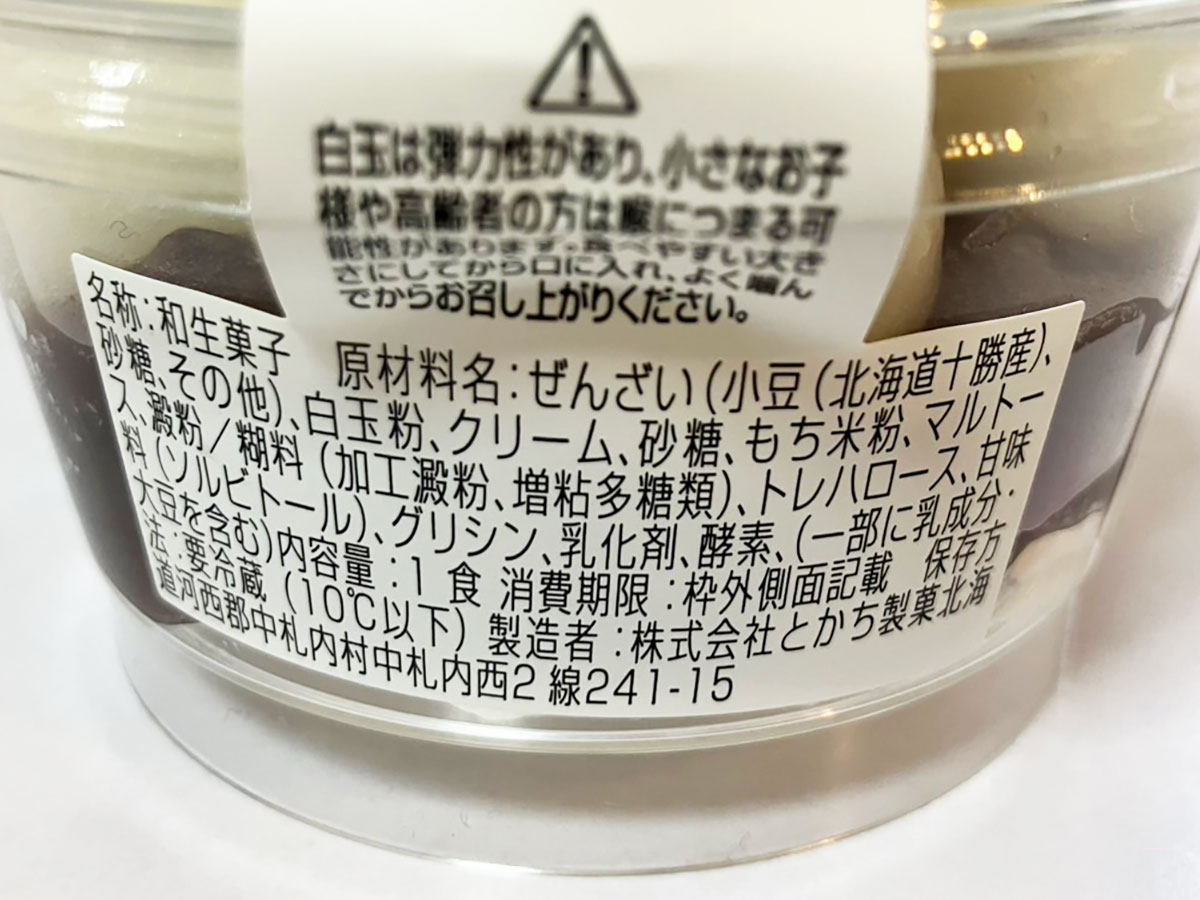 白玉は弾力性があり、小さなお子
様や高齢者の方は喉につまる可
能性があります。食べやすい大き
さにしてから口に入れ、よく噛ん
でからお召し上がりください。
名称:和生菓子 原材料名:ぜんざい(小豆(北海道十勝産)、
砂糖、その他)、白玉粉、クリーム、砂糖、もち米粉、マルトー
ス、澱粉/糊料(加工澱粉、増粘多糖類)、トレハロース、甘味
料(ソルビトール)、グリシン、乳化剤、酵素、(一部に乳成分・
大豆を含む)内容量:1食 消費期限:枠外側面記載 保存方
法:要冷蔵(10℃以下)製造者:株式会社とかち製菓北海
道河西郡中札内村中札内西2線241-15